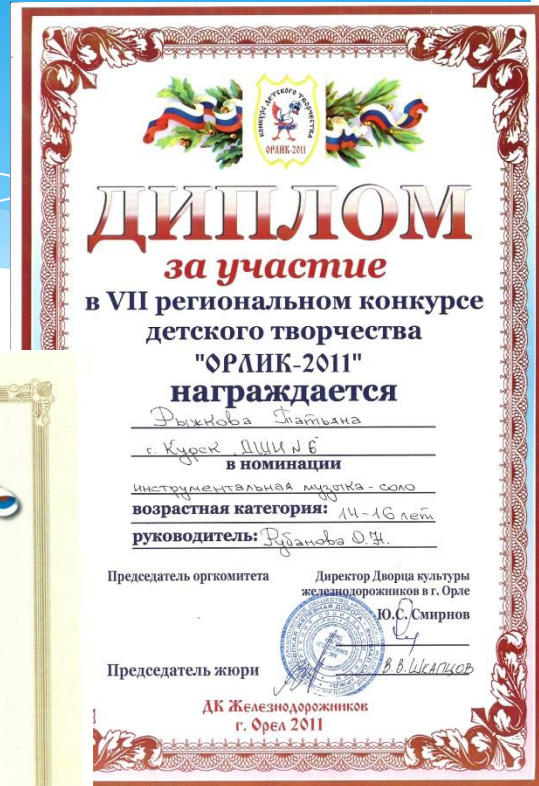 КОНКУРС ДЕТСКОГО ТВОРЧЕСТВА
ОРЛИК-2011
ДИПЛОМ
за участие
в VII региональном конкурсе
детского творчества
"ОРЛИК-2011"
награждается
Рыжкова Татьяна
г. Курск ДШИ №6
в номинации
инструментальная музыка - соло
возрастная категория: 14-16 лет
руководитель: Рубанова О.Н.
Председатель оргкомитета
Директор Дворца культуры
железнодорожников в г. Орле
Ю.С. Смирнов
Председатель жюри
В.В. ШКАПЦОВ
ДК Железнодорожников
г. Орел 2011